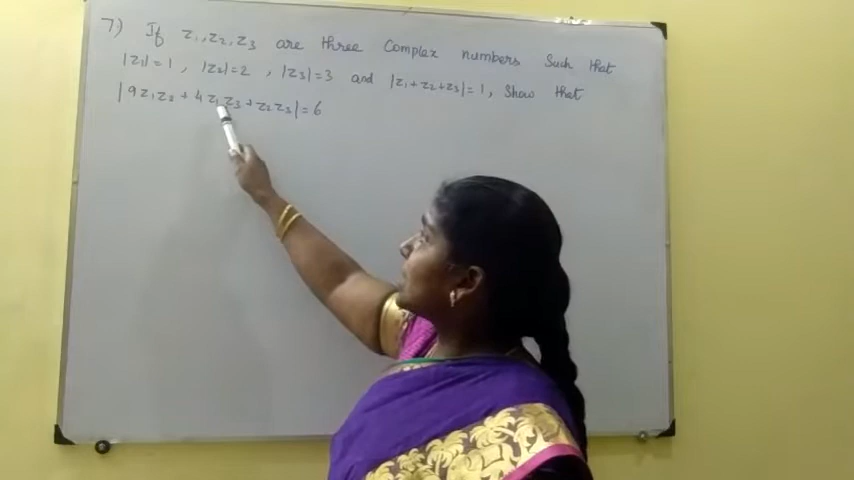 7.) If z₁, z₂, z₃ are three Complex numbers Such that
|z₁|=1, |z₂|=2, |z₃|=3 and |z₁+z₂+z₃|=1, Show that
|9z₁z₂+4z₁z₃+z₂z₃|=6